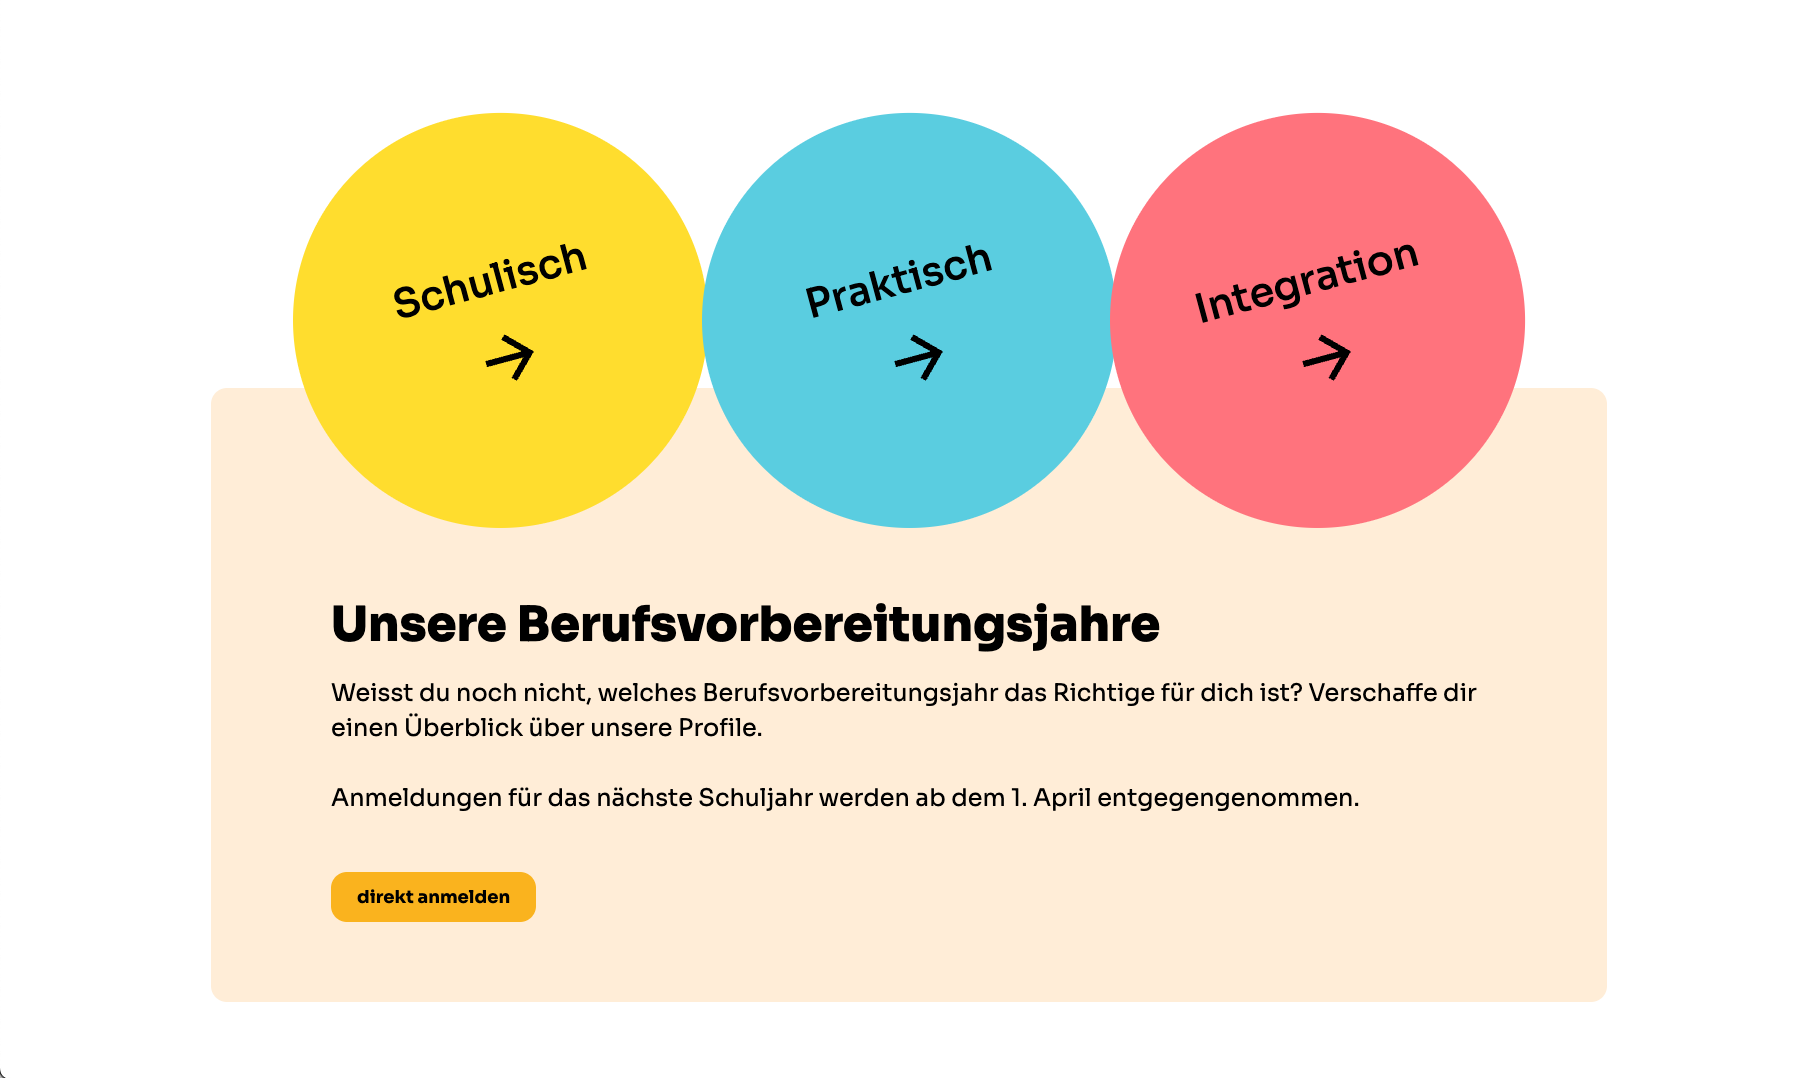 Schulisch
Praktisch
Integration
Unsere Berufsvorbereitungsjahre
Weisst du noch nicht, welches Berufsvorbereitungsjahr das Richtige für dich ist? Verschaffe dir
einen Überblick über unsere Profile.
Anmeldungen für das nächste Schuljahr werden ab dem 1. April entgegengenommen.
direkt anmelden